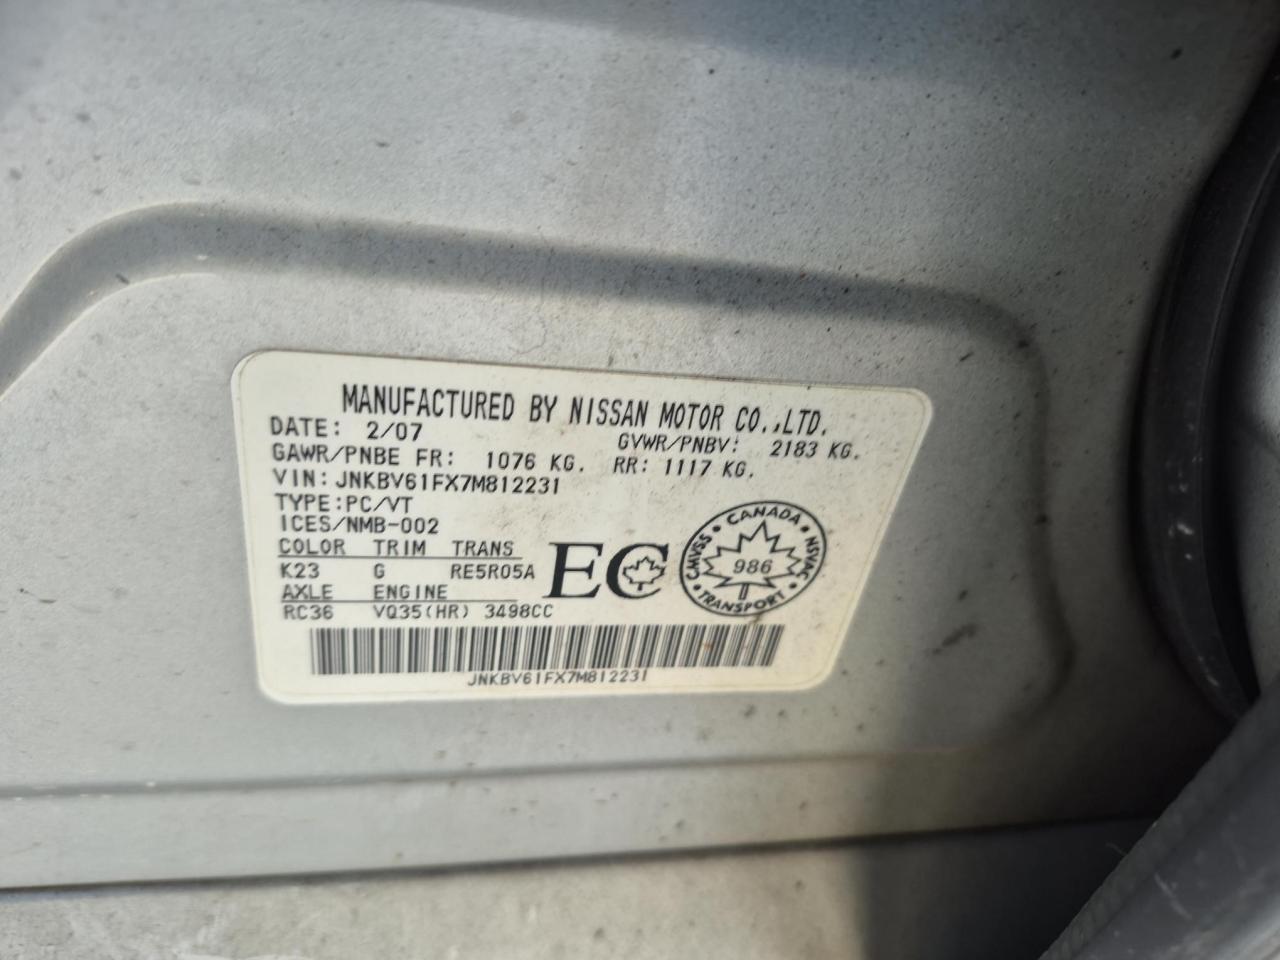 MANUFACTURED BY NISSAN MOTOR CO.,LTD.
DATE: 2/07 GVWR/PNBV: 2183 KG.
GAWR/PNBE FR: 1076 KG. RR: 1117 KG.
VIN: JNKBV61FX7M812231
TYPE:PC/VT
ICES/NMB-002
COLOR TRIM TRANS
K23 G RE5R05A
AXLE ENGINE
RC36 VQ35(HR) 3498CC
EC
CANADA
CMVSS 986 NSVAC
TRANSPORT
JNKBV61FX7M812231